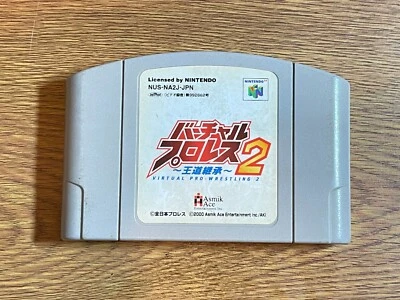 Licensed by NINTENDO
NUS-NA2J-JPN
NINTENDO 64
バーチャル
プロレス2
～王道継承～
VIRTUAL PRO-WRESTLING 2
Asmik
Ace
Entertainment, Inc
©全日本プロレス ©2000 Asmik Ace Entertainment Inc./AKI